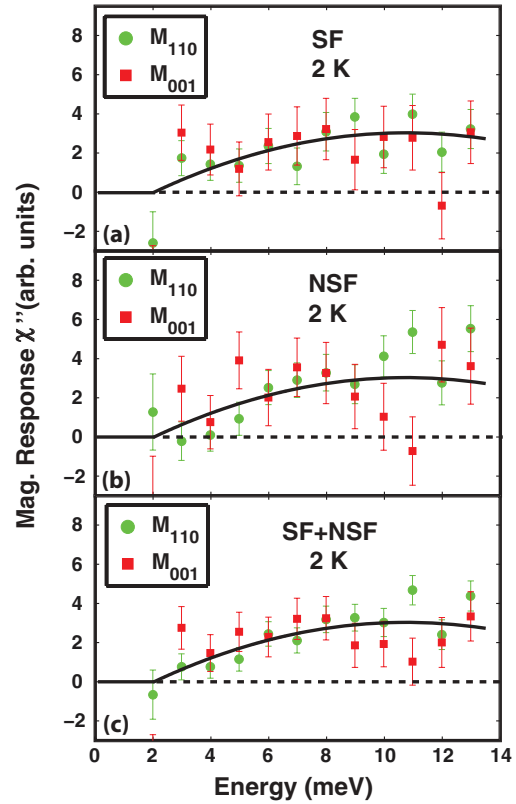 Mag. Response χ’’(arb. units)
8
6
4
2
0
−2
M110
M001
SF
2 K
(a)
8
6
4
2
0
−2
M110
M001
NSF
2 K
(b)
8
6
4
2
0
−2
M110
M001
SF+NSF
2 K
(c)
0 2 4 6 8 10 12 14
Energy (meV)